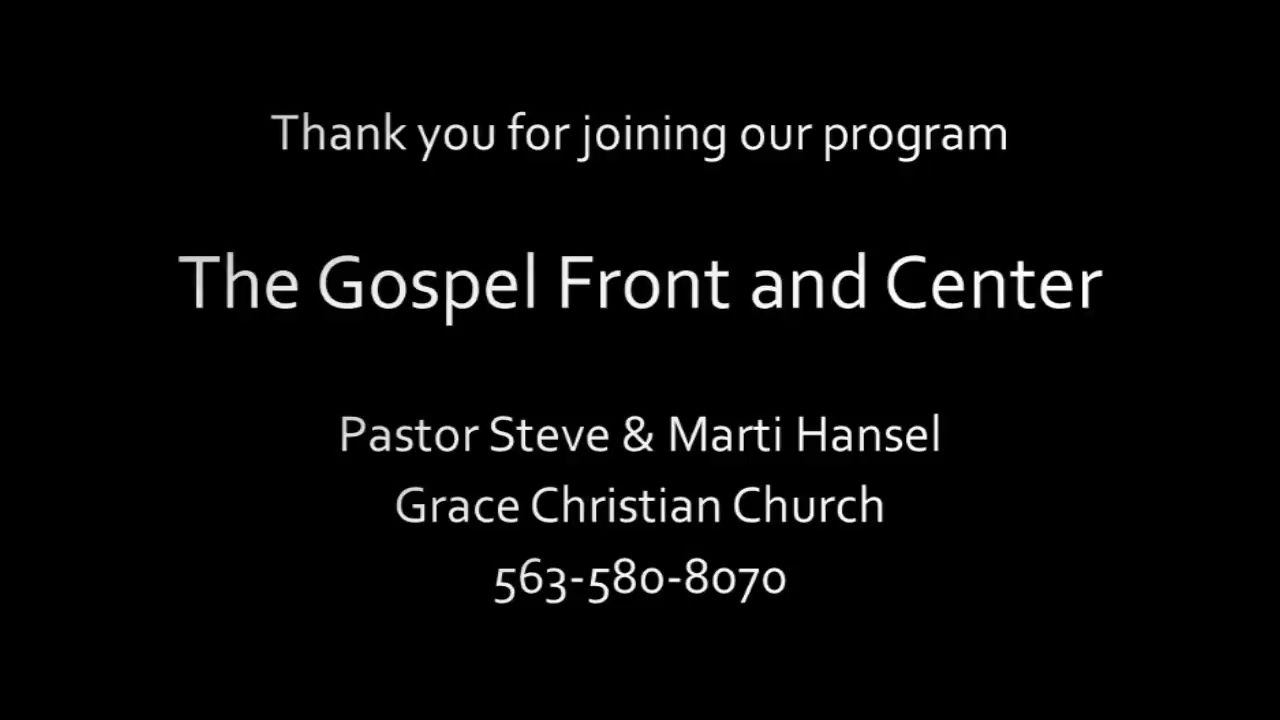 Thank you for joining our program
The Gospel Front and Center
Pastor Steve & Marti Hansel
Grace Christian Church
563-580-8070